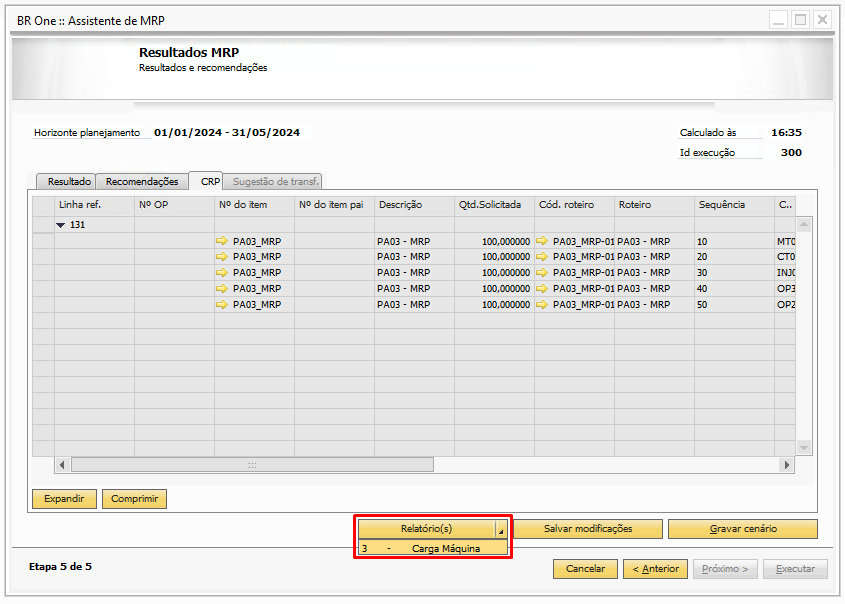 BR One :: Assistente de MRP
Resultados MRP
Resultados e recomendações
Horizonte planejamento 01/01/2024 - 31/05/2024
Calculado às 16:35
Id execução 300
Resultado Recomendações CRP Sugestão de transf.
Linha ref. Nº OP Nº do item Nº do item pai Descrição Qtd.Solicitada Cód. roteiro Roteiro Sequência C..
131
PA03_MRP PA03 - MRP 100,000000 PA03_MRP-01 PA03 - MRP 10 MT0
PA03_MRP PA03 - MRP 100,000000 PA03_MRP-01 PA03 - MRP 20 CT0
PA03_MRP PA03 - MRP 100,000000 PA03_MRP-01 PA03 - MRP 30 INJ0
PA03_MRP PA03 - MRP 100,000000 PA03_MRP-01 PA03 - MRP 40 OP3
PA03_MRP PA03 - MRP 100,000000 PA03_MRP-01 PA03 - MRP 50 OP2
Expandir Comprimir
Relatório(s) Salvar modificações Gravar cenário
3 - Carga Máquina
Etapa 5 de 5
Cancelar < Anterior Próximo > Executar